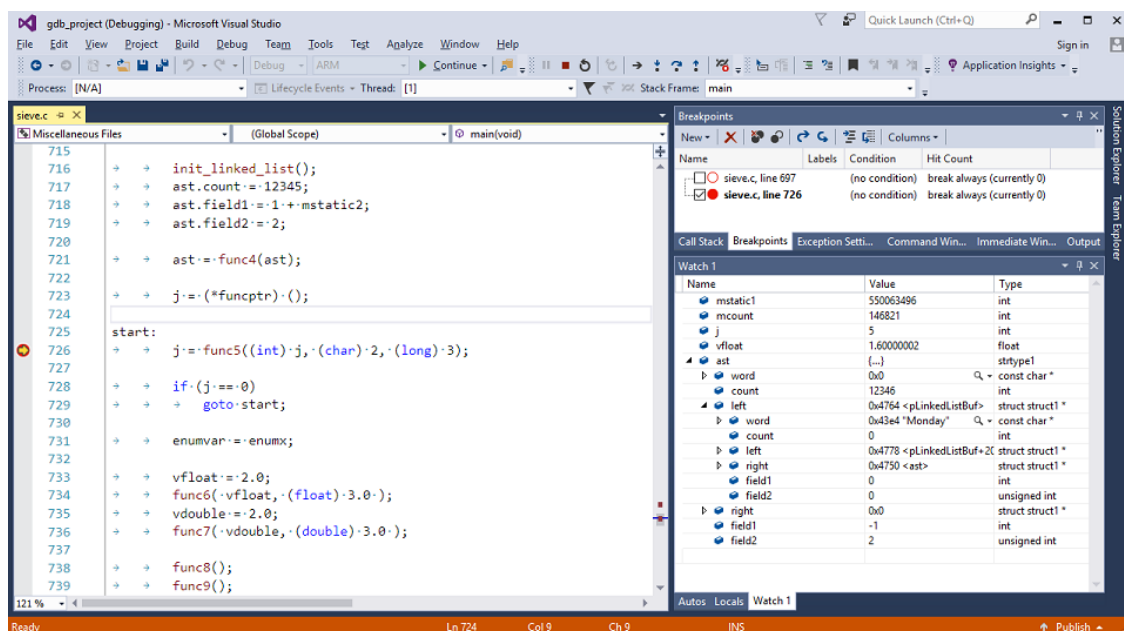 gdb_project (Debugging) - Microsoft Visual Studio
Quick Launch (Ctrl+Q)
File Edit View Project Build Debug Team Tools Test Analyze Window Help
Sign in
Debug ARM Continue Application Insights
Process: [N/A] Lifecycle Events Thread: [1] Stack Frame: main
sieve.c
Miscellaneous Files (Global Scope) main(void)
715
716 init_linked_list();
717 ast.count = 12345;
718 ast.field1 = 1 + mstatic2;
719 ast.field2 = 2;
720
721 ast = func4(ast);
722
723 j = (*funcptr) ();
724
725 start:
726 j = func5((int) j, (char) 2, (long) 3);
727
728 if (j == 0)
729 goto start;
730
731 enumvar = enumx;
732
733 vfloat = 2.0;
734 func6( vfloat, (float) 3.0 );
735 vdouble = 2.0;
736 func7( vdouble, (double) 3.0 );
737
738 func8();
739 func9();
121 %
Breakpoints
New Columns
Name Labels Condition Hit Count
sieve.c, line 697 (no condition) break always (currently 0)
sieve.c, line 726 (no condition) break always (currently 0)
Call Stack Breakpoints Exception Setti... Command Win... Immediate Win... Output
Watch 1
Name Value Type
mstatic1 550063496 int
mcount 146821 int
j 5 int
vfloat 1.60000002 float
ast {...} strtype1
word 0x0 const char *
count 12346 int
left 0x4764 <pLinkedListBuf> struct struct1 *
word 0x43e4 "Monday" const char *
count 0 int
left 0x4778 <pLinkedListBuf+20 struct struct1 *
right 0x4750 <ast> struct struct1 *
field1 0 int
field2 0 unsigned int
right 0x0 struct struct1 *
field1 -1 int
field2 2 unsigned int
Autos Locals Watch 1
Solution Explorer
Team Explorer
Ready Ln 724 Col 9 Ch 9 INS Publish